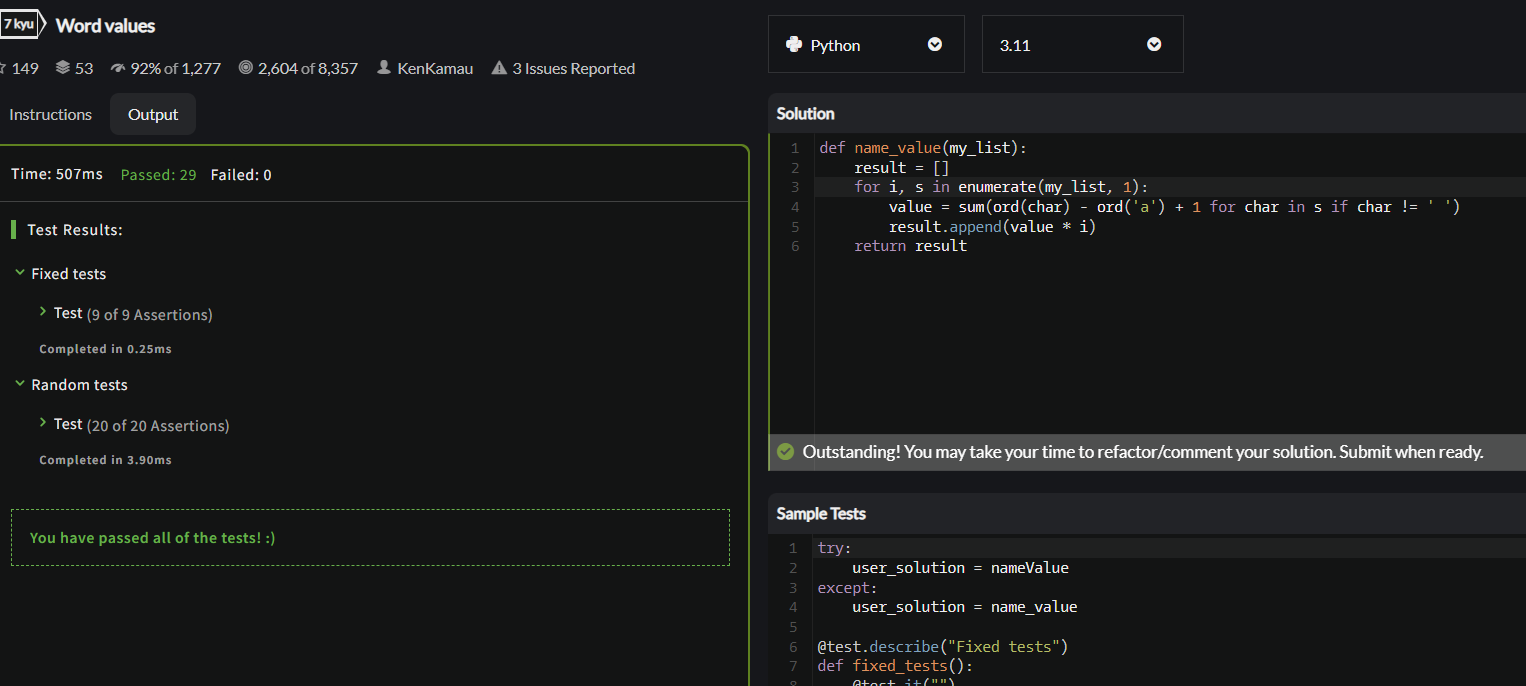 7 kyu Word values
149 53 92% of 1,277 2,604 of 8,357 KenKamau 3 Issues Reported
Instructions Output
Time: 507ms Passed: 29 Failed: 0
Test Results:
Fixed tests
Test (9 of 9 Assertions)
Completed in 0.25ms
Random tests
Test (20 of 20 Assertions)
Completed in 3.90ms
You have passed all of the tests! :)
Python 3.11
Solution
1 def name_value(my_list):
2 result = []
3 for i, s in enumerate(my_list, 1):
4 value = sum(ord(char) - ord('a') + 1 for char in s if char != ' ')
5 result.append(value * i)
6 return result
Outstanding! You may take your time to refactor/comment your solution. Submit when ready.
Sample Tests
1 try:
2 user_solution = nameValue
3 except:
4 user_solution = name_value
5
6 @test.describe("Fixed tests")
7 def fixed_tests():
8 @test.it("")